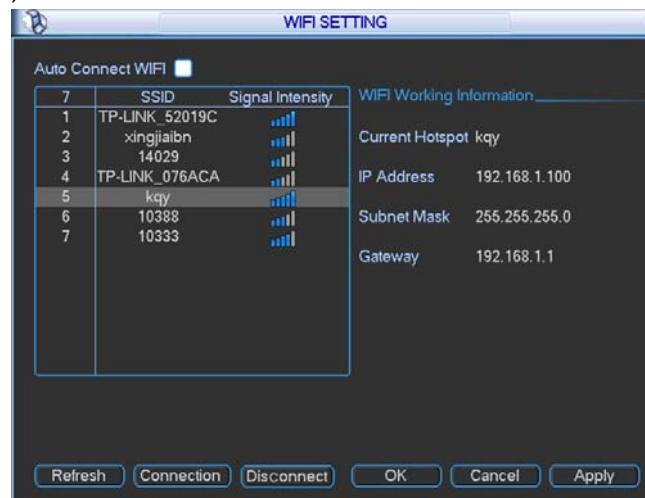 WIFI SETTING
Auto Connect WIFI
7 SSID Signal Intensity
1 TP-LINK_52019C
2 xingjiaibn
3 14029
4 TP-LINK_076ACA
5 kqy
6 10388
7 10333
WIFI Working Information
Current Hotspot kqy
IP Address 192.168.1.100
Subnet Mask 255.255.255.0
Gateway 192.168.1.1
Refresh Connection Disconnect OK Cancel Apply